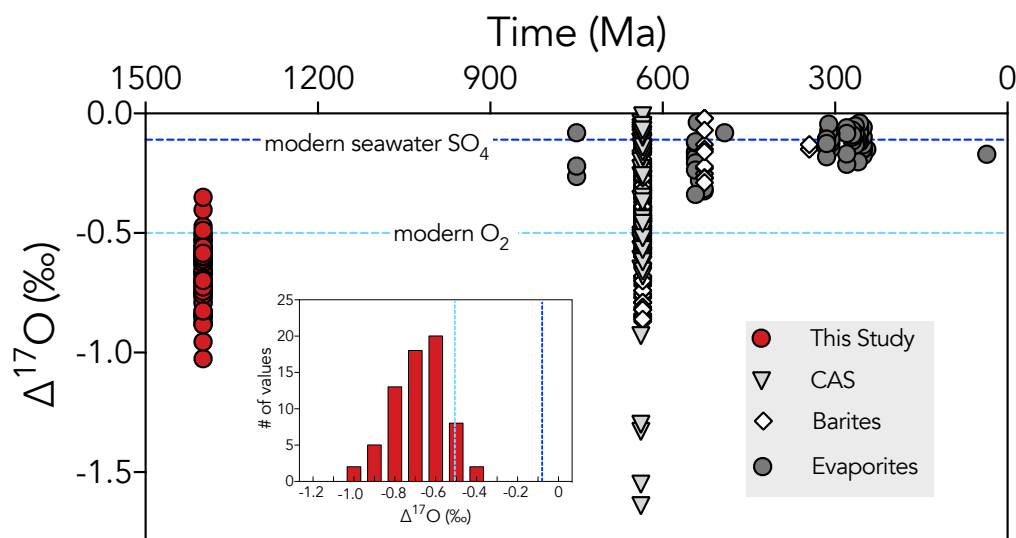 Time (Ma)
1500 1200 900 600 300 0
0.0
modern seawater SO4
-0.5
modern O2
-1.0
-1.5
Δ17O (‰)
25
20
15
10
5
0
# of values
-1.2 -1.0 -0.8 -0.6 -0.4 -0.2 0
Δ17O (‰)
This Study
CAS
Barites
Evaporites